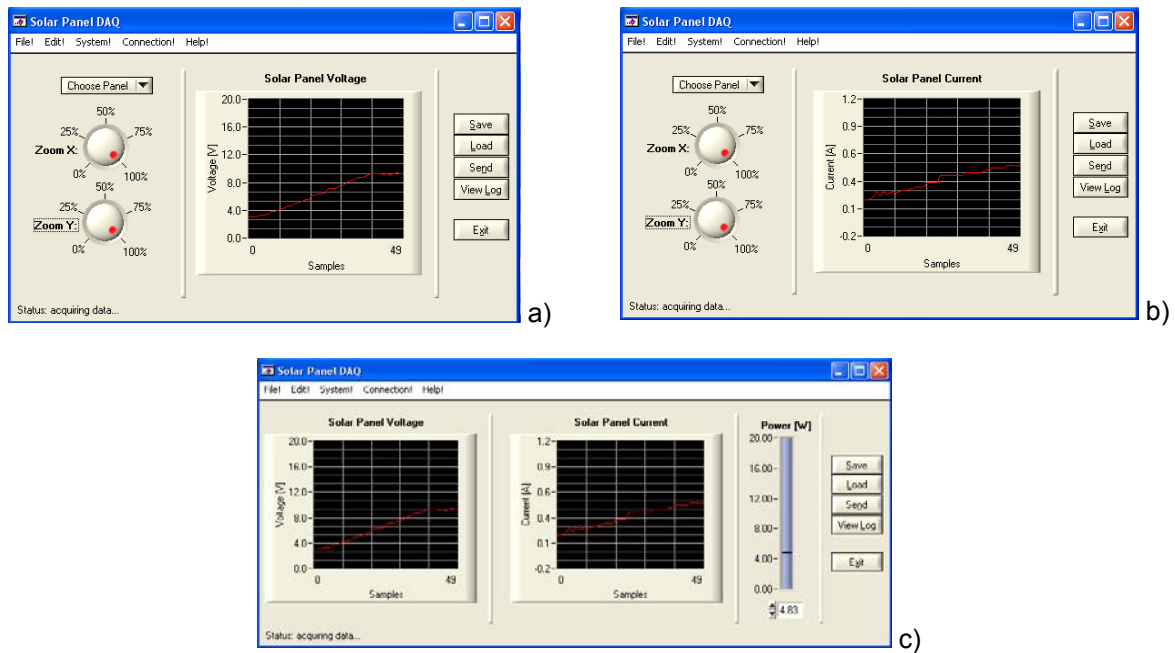 Solar Panel DAQ
File! Edit! System! Connection! Help!
Choose Panel
50%
25% 75%
Zoom X:
0% 100%
50%
25% 75%
Zoom Y:
0% 100%
Solar Panel Voltage
20.0
16.0
12.0
8.0
4.0
0.0
Voltage [V]
0 49
Samples
Save
Load
Send
View Log
Exit
Status: acquiring data...
a)
Solar Panel DAQ
File! Edit! System! Connection! Help!
Choose Panel
50%
25% 75%
Zoom X:
0% 100%
50%
25% 75%
Zoom Y:
0% 100%
Solar Panel Current
1.2
0.9
0.6
0.4
0.1
-0.2
Current [A]
0 49
Samples
Save
Load
Send
View Log
Exit
Status: acquiring data...
b)
Solar Panel DAQ
File! Edit! System! Connection! Help!
Solar Panel Voltage
20.0
16.0
12.0
8.0
4.0
0.0
Voltage [V]
0 49
Samples
Solar Panel Current
1.2
0.9
0.6
0.4
0.1
-0.2
Current [A]
0 49
Samples
Power [W]
20.00
16.00
12.00
8.00
4.00
0.00
4.83
Save
Load
Send
View Log
Exit
Status: acquiring data...
c)